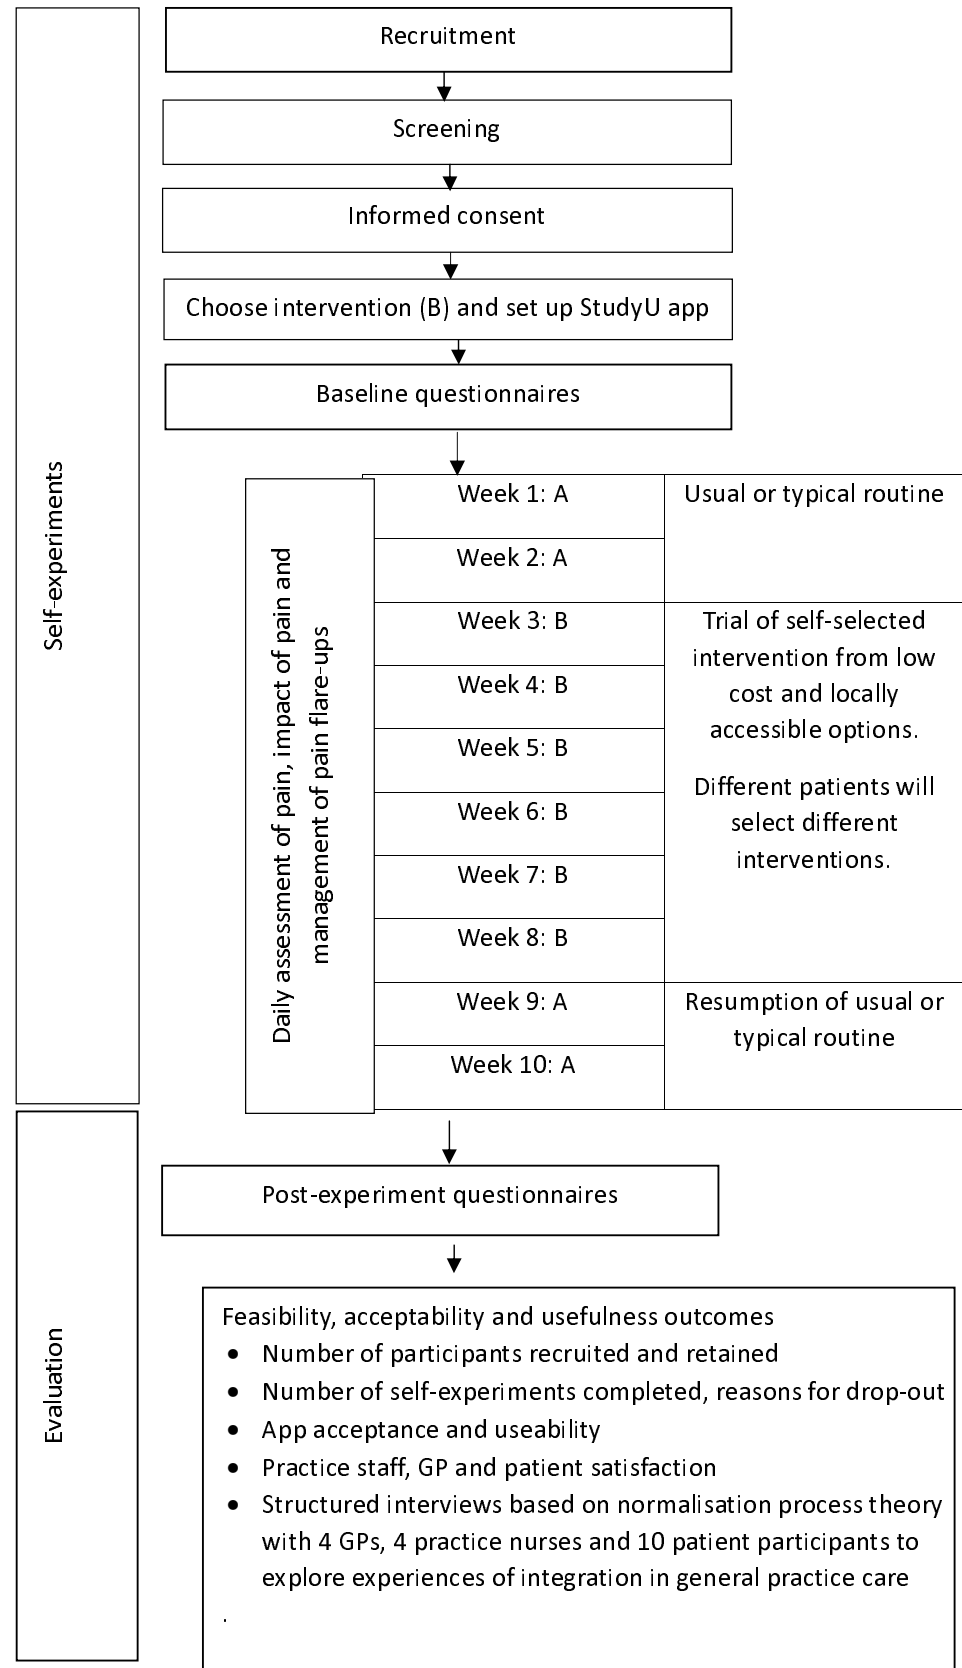 Self-experiments
Recruitment
Screening
Informed consent
Choose intervention (B) and set up StudyU app
Baseline questionnaires
Daily assessment of pain, impact of pain and
management of pain flare-ups
Week 1: A
Usual or typical routine
Week 2: A
Week 3: B
Trial of self-selected
intervention from low
cost and locally
accessible options.
Different patients will
select different
interventions.
Week 4: B
Week 5: B
Week 6: B
Week 7: B
Week 8: B
Week 9: A
Resumption of usual or
typical routine
Week 10: A
Evaluation
Post-experiment questionnaires
Feasibility, acceptability and usefulness outcomes
• Number of participants recruited and retained
• Number of self-experiments completed, reasons for drop-out
• App acceptance and useability
• Practice staff, GP and patient satisfaction
• Structured interviews based on normalisation process theory
with 4 GPs, 4 practice nurses and 10 patient participants to
explore experiences of integration in general practice care
.